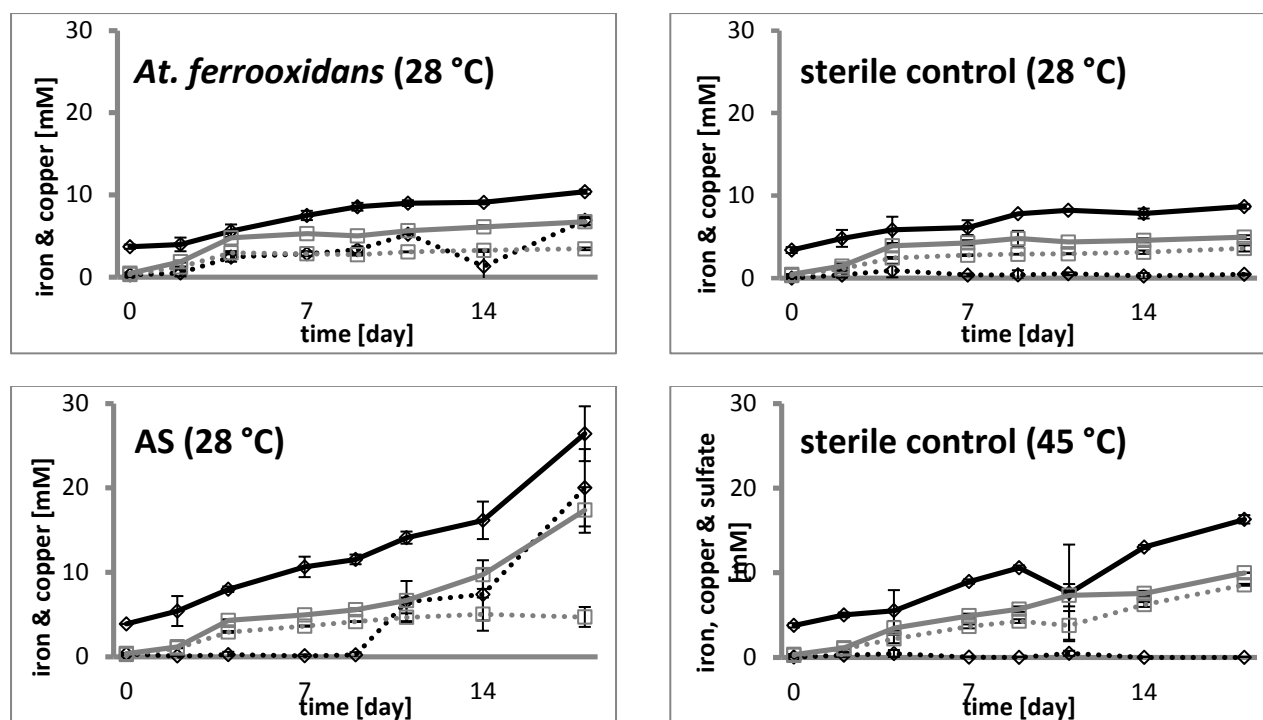 30
20
10
0
iron & copper [mM]
At. ferrooxidans (28 °C)
0
7
14
time [day]
30
20
10
0
iron & copper [mM]
sterile control (28 °C)
0
7
14
time [day]
30
20
10
0
iron & copper [mM]
AS (28 °C)
0
7
14
time [day]
30
20
10
0
iron, copper & sulfate
[mM]
sterile control (45 °C)
0
7
14
time [day]